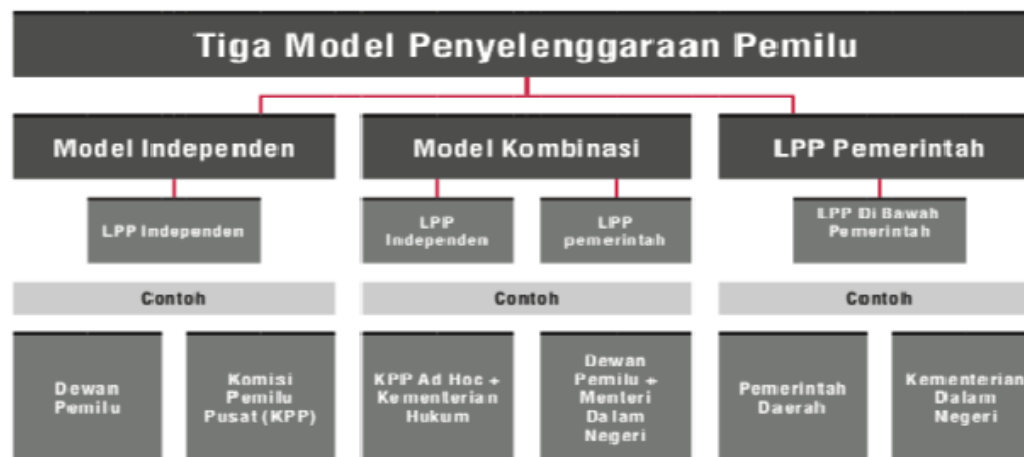 Tiga Model Penyelenggaraan Pemilu
Model Independen
Model Kombinasi
LPP Pemerintah
LPP Independen
LPP
Independen
LPP
pemerintah
LPP Di Bawah
Pemerintah
Contoh
Contoh
Contoh
Dewan
Pemilu
Komisi
Pemilu
Pusat (KPP)
KPP Ad Hoc +
Kementerian
Hukum
Dewan
Pemilu +
Menteri
Dalam
Negeri
Pemerintah
Daerah
Kementerian
Dalam
Negeri